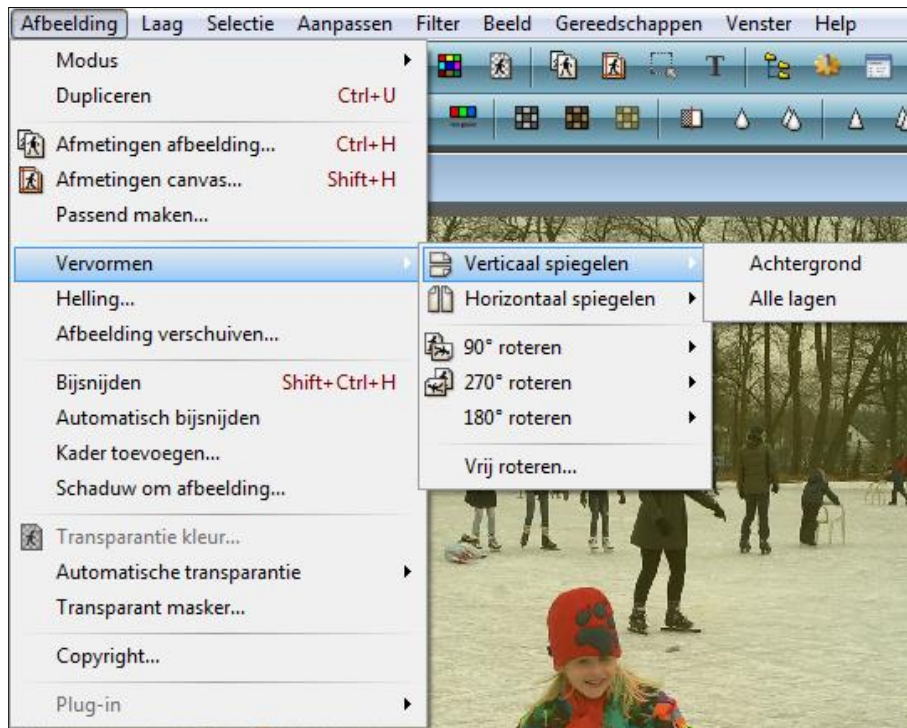 Afbeelding Laag Selectie Aanpassen Filter Beeld Gereedschappen Venster Help
Modus
Dupliceren Ctrl+U
Afmetingen afbeelding... Ctrl+H
Afmetingen canvas... Shift+H
Passend maken...
Vervormen
Helling...
Afbeelding verschuiven...
Bijsnijden Shift+Ctrl+H
Automatisch bijsnijden
Kader toevoegen...
Schaduw om afbeelding...
Transparantie kleur...
Automatische transparantie
Transparant masker...
Copyright...
Plug-in
Verticaal spiegelen
Horizontaal spiegelen
90° roteren
270° roteren
180° roteren
Vrij roteren...
Achtergrond
Alle lagen
T